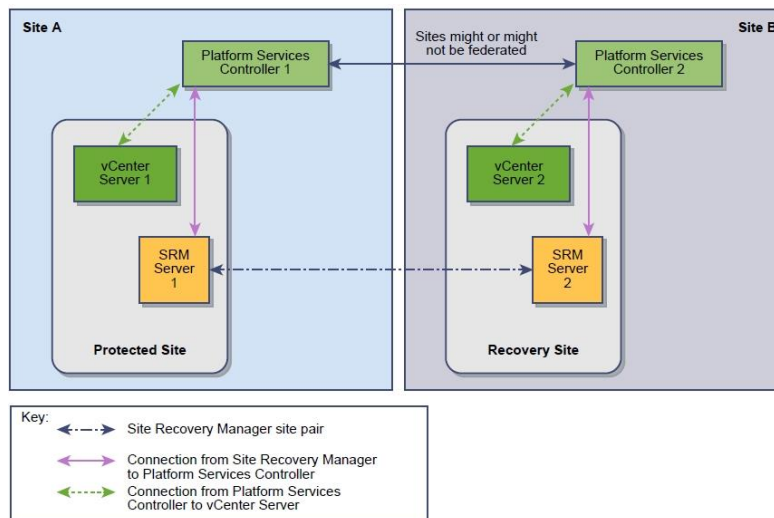 Site A
Site B
Platform Services
Controller 1
Sites might or might
not be federated
Platform Services
Controller 2
vCenter
Server 1
vCenter
Server 2
SRM
Server
1
SRM
Server
2
Protected Site
Recovery Site
Key:
Site Recovery Manager site pair
Connection from Site Recovery Manager
to Platform Services Controller
Connection from Platform Services
Controller to vCenter Server